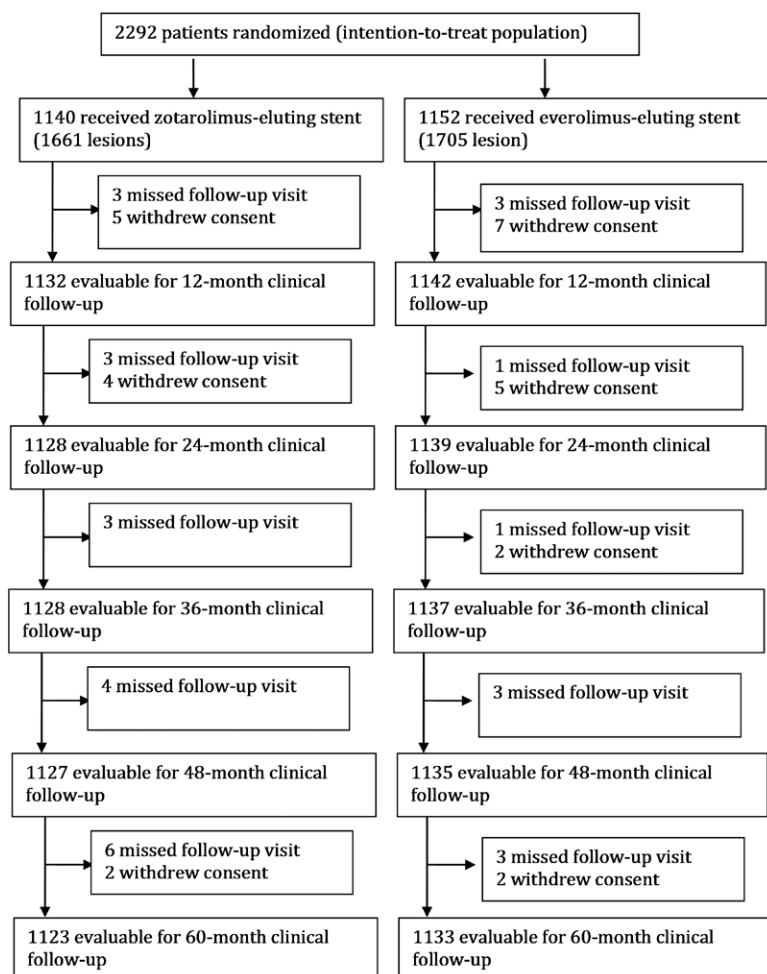 2292 patients randomized (intention-to-treat population)
1140 received zotarolimus-eluting stent
(1661 lesions)
1152 received everolimus-eluting stent
(1705 lesion)
3 missed follow-up visit
5 withdrew consent
3 missed follow-up visit
7 withdrew consent
1132 evaluable for 12-month clinical
follow-up
1142 evaluable for 12-month clinical
follow-up
3 missed follow-up visit
4 withdrew consent
1 missed follow-up visit
5 withdrew consent
1128 evaluable for 24-month clinical
follow-up
1139 evaluable for 24-month clinical
follow-up
3 missed follow-up visit
1 missed follow-up visit
2 withdrew consent
1128 evaluable for 36-month clinical
follow-up
1137 evaluable for 36-month clinical
follow-up
4 missed follow-up visit
3 missed follow-up visit
1127 evaluable for 48-month clinical
follow-up
1135 evaluable for 48-month clinical
follow-up
6 missed follow-up visit
2 withdrew consent
3 missed follow-up visit
2 withdrew consent
1123 evaluable for 60-month clinical
follow-up
1133 evaluable for 60-month clinical
follow-up